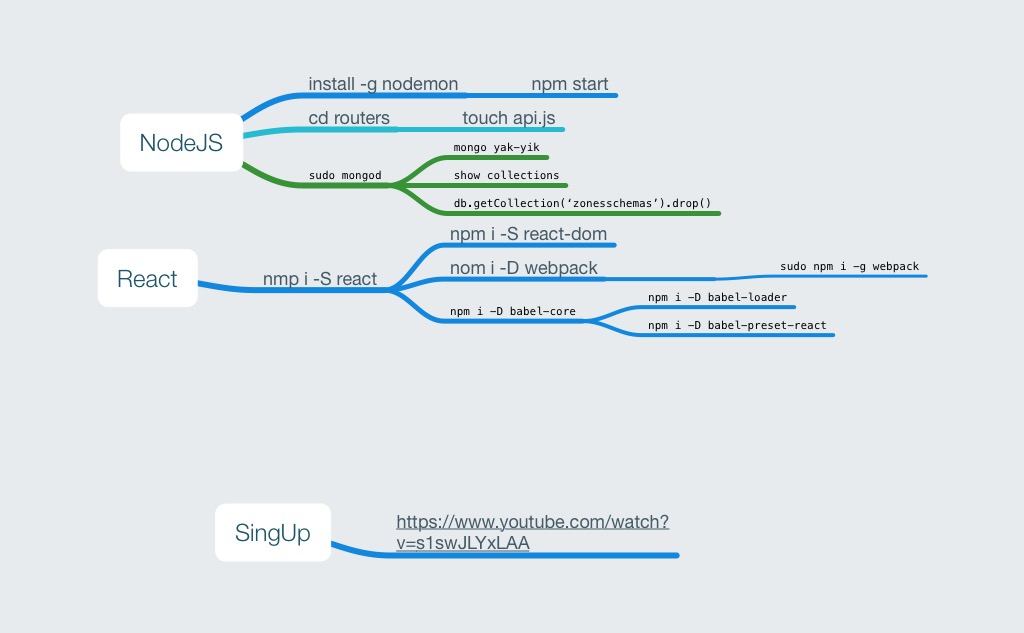 install -g nodemon
npm start
cd routers
touch api.js
NodeJS
mongo yak-yik
sudo mongod
show collections
db.getCollection(‘zonesschemas’).drop()
npm i -S react-dom
React
nmp i -S react
nom i -D webpack
sudo npm i -g webpack
npm i -D babel-core
npm i -D babel-loader
npm i -D babel-preset-react
SingUp
https://www.youtube.com/watch?
v=s1swJLYxLAA